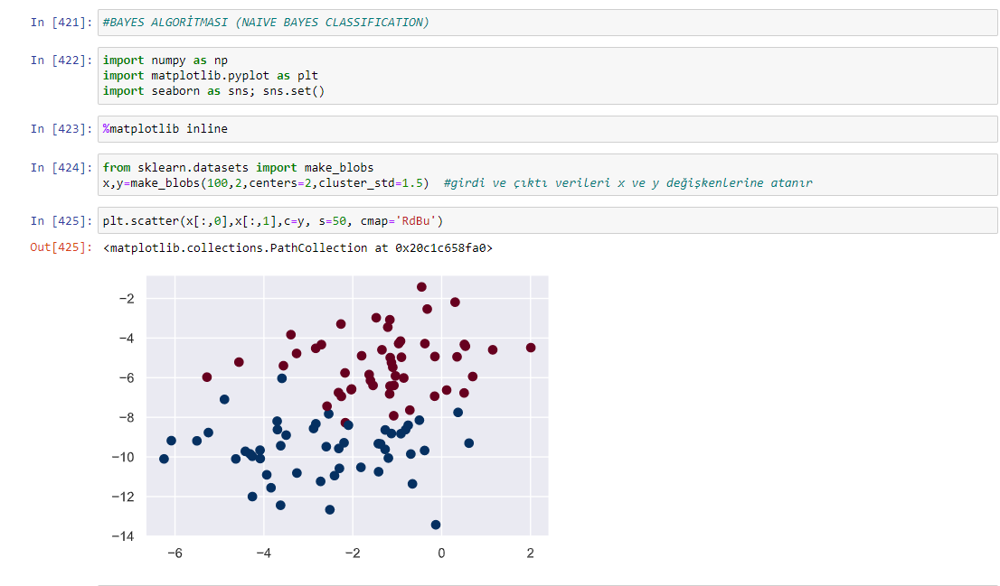 In [421]: #BAYES ALGORİTMASI (NAIVE BAYES CLASSIFICATION)
In [422]: import numpy as np
import matplotlib.pyplot as plt
import seaborn as sns; sns.set()
In [423]: %matplotlib inline
In [424]: from sklearn.datasets import make_blobs
x,y=make_blobs(100,2,centers=2,cluster_std=1.5)  #girdi ve çıktı verileri x ve y değişkenlerine atanır
In [425]: plt.scatter(x[:,0],x[:,1],c=y, s=50, cmap='RdBu')
Out[425]: <matplotlib.collections.PathCollection at 0x20c1c658fa0>
−2
−4
−6
−8
−10
−12
−14
−6 −4 −2 0 2